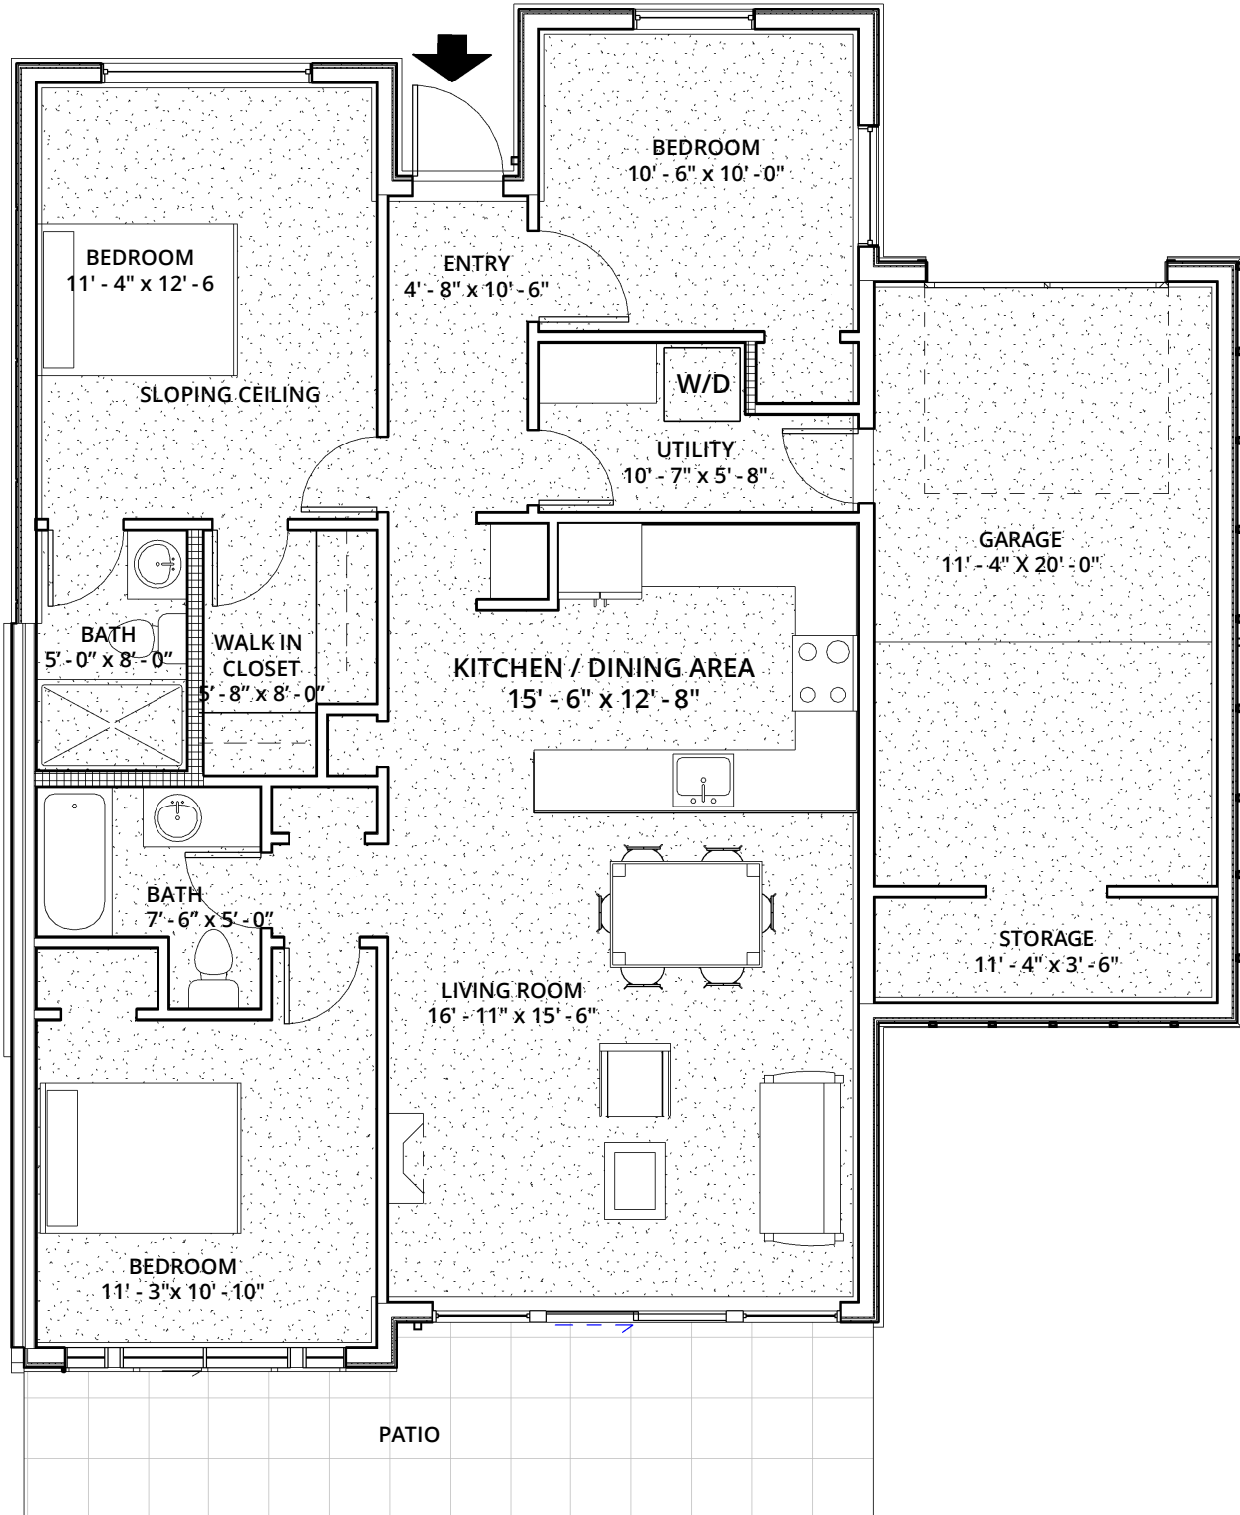 BEDROOM
10' - 6" x 10' - 0"
BEDROOM
11' - 4" x 12' - 6
ENTRY
4' - 8" x 10' - 6"
SLOPING CEILING
W/D
UTILITY
10' - 7" x 5' - 8"
GARAGE
11' - 4" X 20' - 0"
BATH
5' - 0” x 8’ - 0”
WALK IN
CLOSET
5’ - 8” x 8’ - 0”
KITCHEN / DINING AREA
15' - 6" x 12' - 8"
BATH
7’ - 6” x 5’ - 0”
STORAGE
11' - 4" x 3' - 6"
LIVING ROOM
16' - 11" x 15' - 6"
BEDROOM
11' - 3"x 10' - 10"
PATIO